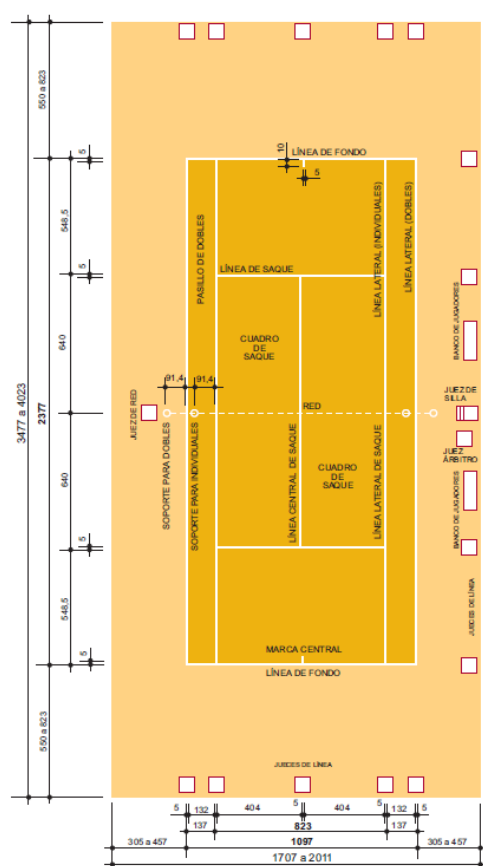 10
LÍNEA DE FONDO
5
550 a 823
5
548,5
5
640
3477 a 4023
2377
640
5
548,5
5
550 a 823
PASILLO DE DOBLES
LÍNEA LATERAL (INDIVIDUALES)
LÍNEA LATERAL (DOBLES)
LÍNEA DE SAQUE
CUADRO
DE
SAQUE
91,4
91,4
RED
JUEZ DE RED
SOPORTE PARA DOBLES
SOPORTE PARA INDIVIDUALES
LÍNEA CENTRAL DE SAQUE
CUADRO
DE
SAQUE
LÍNEA LATERAL DE SAQUE
BANCO DE JUGADORES
JUEZ DE
SILLA
JUEZ
ÁRBITRO
BANCO DE JUGADORES
JUECES DE LÍNEA
MARCA CENTRAL
LÍNEA DE FONDO
JUECES DE LÍNEA
5
132
404
5
404
132
5
137
823
137
305 a 457
1097
305 a 457
1707 a 2011